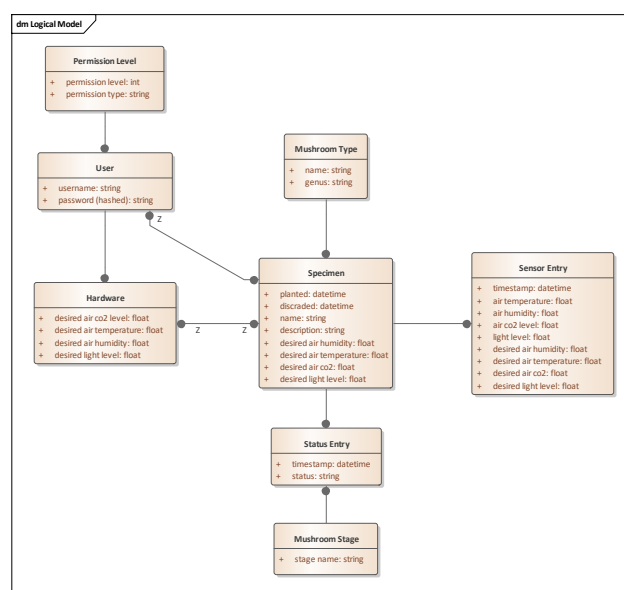 dm Logical Model
Permission Level
+ permission level: int
+ permission type: string
User
+ username: string
+ password (hashed): string
Z
Mushroom Type
+ name: string
+ genus: string
Hardware
+ desired air co2 level: float
+ desired air temperature: float
+ desired air humidity: float
+ desired light level: float
Z
Z
Specimen
+ planted: datetime
+ discraded: datetime
+ name: string
+ description: string
+ desired air humidity: float
+ desired air temperature: float
+ desired air co2: float
+ desired light level: float
Sensor Entry
+ timestamp: datetime
+ air temperature: float
+ air humidity: float
+ air co2 level: float
+ light level: float
+ desired air humidity: float
+ desired air temperature: float
+ desired air co2: float
+ desired light level: float
Status Entry
+ timestamp: datetime
+ status: string
Mushroom Stage
+ stage name: string